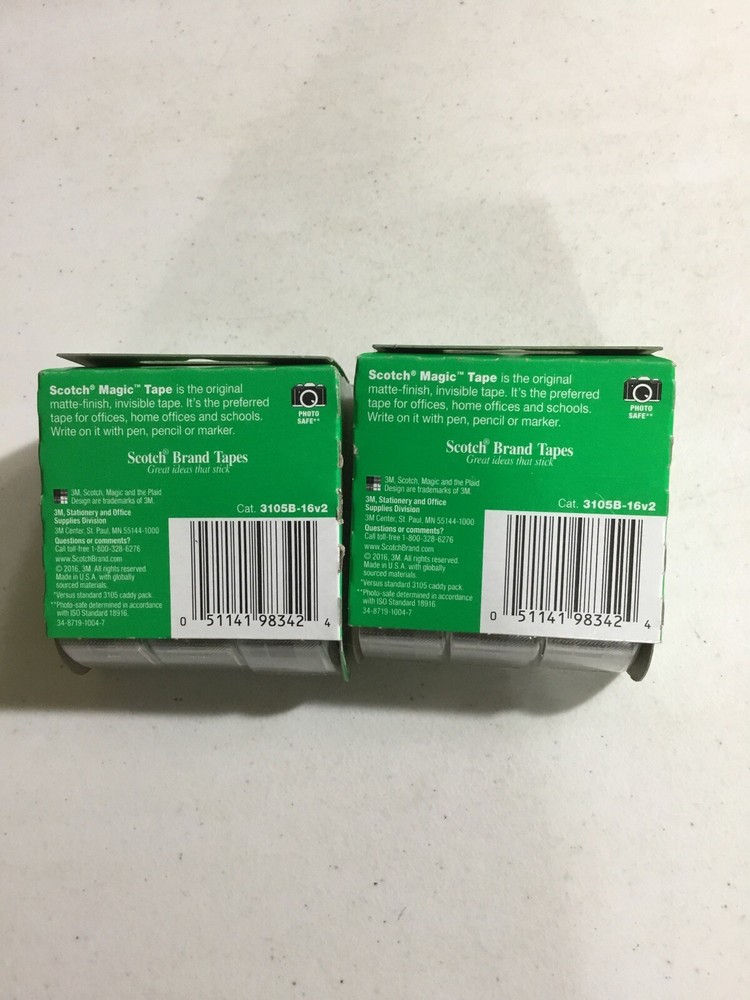 Scotch® Magic™ Tape is the original
matte-finish, invisible tape. It's the preferred
tape for offices, home offices and schools.
Write on it with pen, pencil or marker.
PHOTO
SAFE**
Scotch® Brand Tapes
Great ideas that stick
3M, Scotch, Magic and the Plaid
Design are trademarks of 3M.
3M, Stationery and Office
Supplies Division
3M Center, St. Paul, MN 55144-1000
Questions or comments?
Call toll-free 1-800-328-6276
www.ScotchBrand.com
© 2016, 3M. All rights reserved.
Made in U.S.A. with globally
sourced materials.
*Versus standard 3105 caddy pack.
**Photo-safe determined in accordance
with ISO Standard 18916.
34-8719-1004-7
Cat. 3105B-16v2
0 51141 98342 4
Scotch® Magic™ Tape is the original
matte-finish, invisible tape. It's the preferred
tape for offices, home offices and schools.
Write on it with pen, pencil or marker.
PHOTO
SAFE**
Scotch® Brand Tapes
Great ideas that stick
3M, Scotch, Magic and the Plaid
Design are trademarks of 3M.
3M, Stationery and Office
Supplies Division
3M Center, St. Paul, MN 55144-1000
Questions or comments?
Call toll-free 1-800-328-6276
www.ScotchBrand.com
© 2016, 3M. All rights reserved.
Made in U.S.A. with globally
sourced materials.
*Versus standard 3105 caddy pack.
**Photo-safe determined in accordance
with ISO Standard 18916.
34-8719-1004-7
Cat. 3105B-16v2
0 51141 98342 4